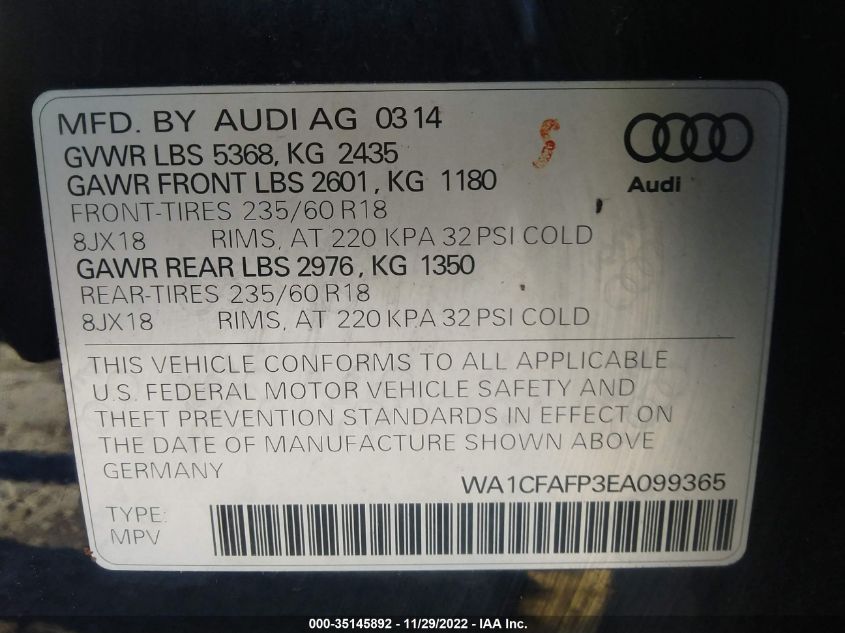 MFD. BY AUDI AG 03 14
GVWR LBS 5368, KG 2435
GAWR FRONT LBS 2601, KG 1180
FRONT-TIRES 235/60 R18
8JX18 RIMS, AT 220 KPA 32 PSI COLD
GAWR REAR LBS 2976, KG 1350
REAR-TIRES 235/60 R18
8JX18 RIMS, AT 220 KPA 32 PSI COLD
Audi
THIS VEHICLE CONFORMS TO ALL APPLICABLE
U.S. FEDERAL MOTOR VEHICLE SAFETY AND
THEFT PREVENTION STANDARDS IN EFFECT ON
THE DATE OF MANUFACTURE SHOWN ABOVE
GERMANY
WA1CFAFP3EA099365
TYPE:
MPV
000-35145892 - 11/29/2022 - IAA Inc.